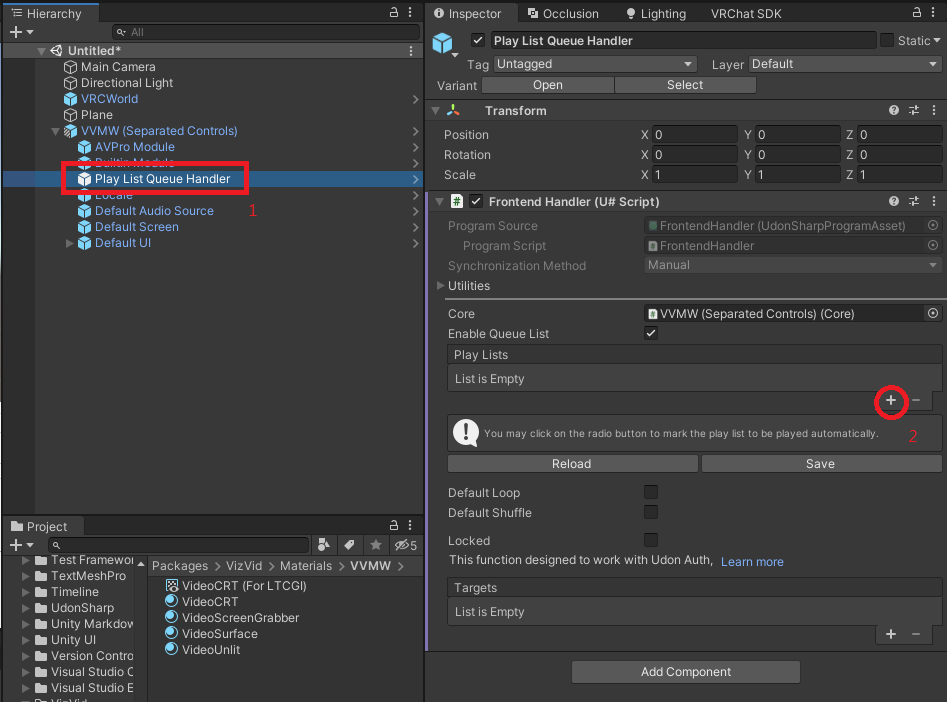 Hierarchy
All
Untitled*
Main Camera
Directional Light
VRCWorld
Plane
VVMW (Separated Controls)
AVPro Module
Builtin Module
Play List Queue Handler
Locale
1
Default Audio Source
Default Screen
Default UI
Project
5
Test Framewor
TextMeshPro
Timeline
UdonSharp
Unity Markdow
Unity UI
Version Contro
Visual Studio C
Visual Studio E
VizVid
Packages > VizVid > Materials > VVMW >
VideoCRT (For LTCGI)
VideoCRT
VideoScreenGrabber
VideoSurface
VideoUnlit
Inspector Occlusion Lighting VRChat SDK
Play List Queue Handler Static
Tag Untagged Layer Default
Variant Open Select
Transform
Position X 0 Y 0 Z 0
Rotation X 0 Y 0 Z 0
Scale X 1 Y 1 Z 1
# Frontend Handler (U# Script)
Program Source FrontendHandler (UdonSharpProgramAsset)
Program Script FrontendHandler
Synchronization Method Manual
Utilities
Core VVMW (Separated Controls) (Core)
Enable Queue List
Play Lists
List is Empty
+ −
2
You may click on the radio button to mark the play list to be played automatically.
Reload Save
Default Loop
Default Shuffle
Locked
This function designed to work with Udon Auth, Learn more
Targets
List is Empty
+ −
Add Component